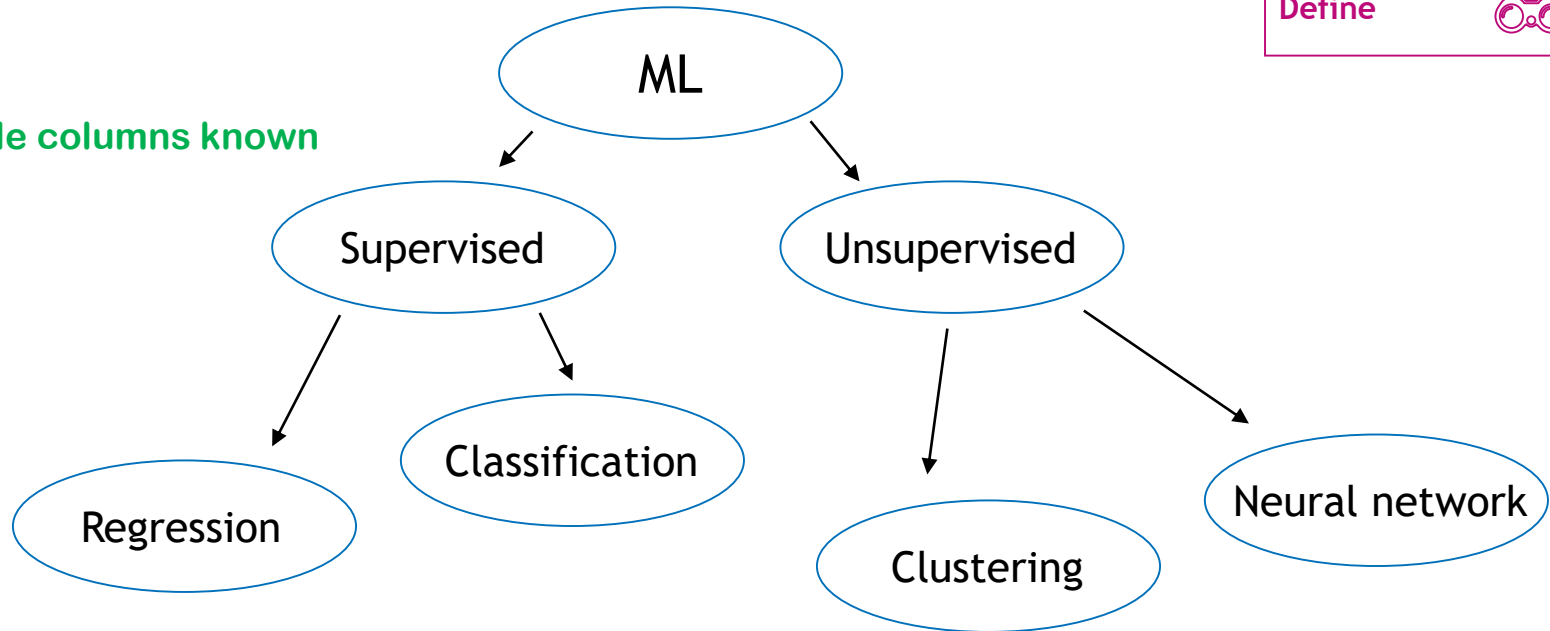 Define
ML
columns known
Supervised
Unsupervised
Classification
Regression
Neural network
Clustering